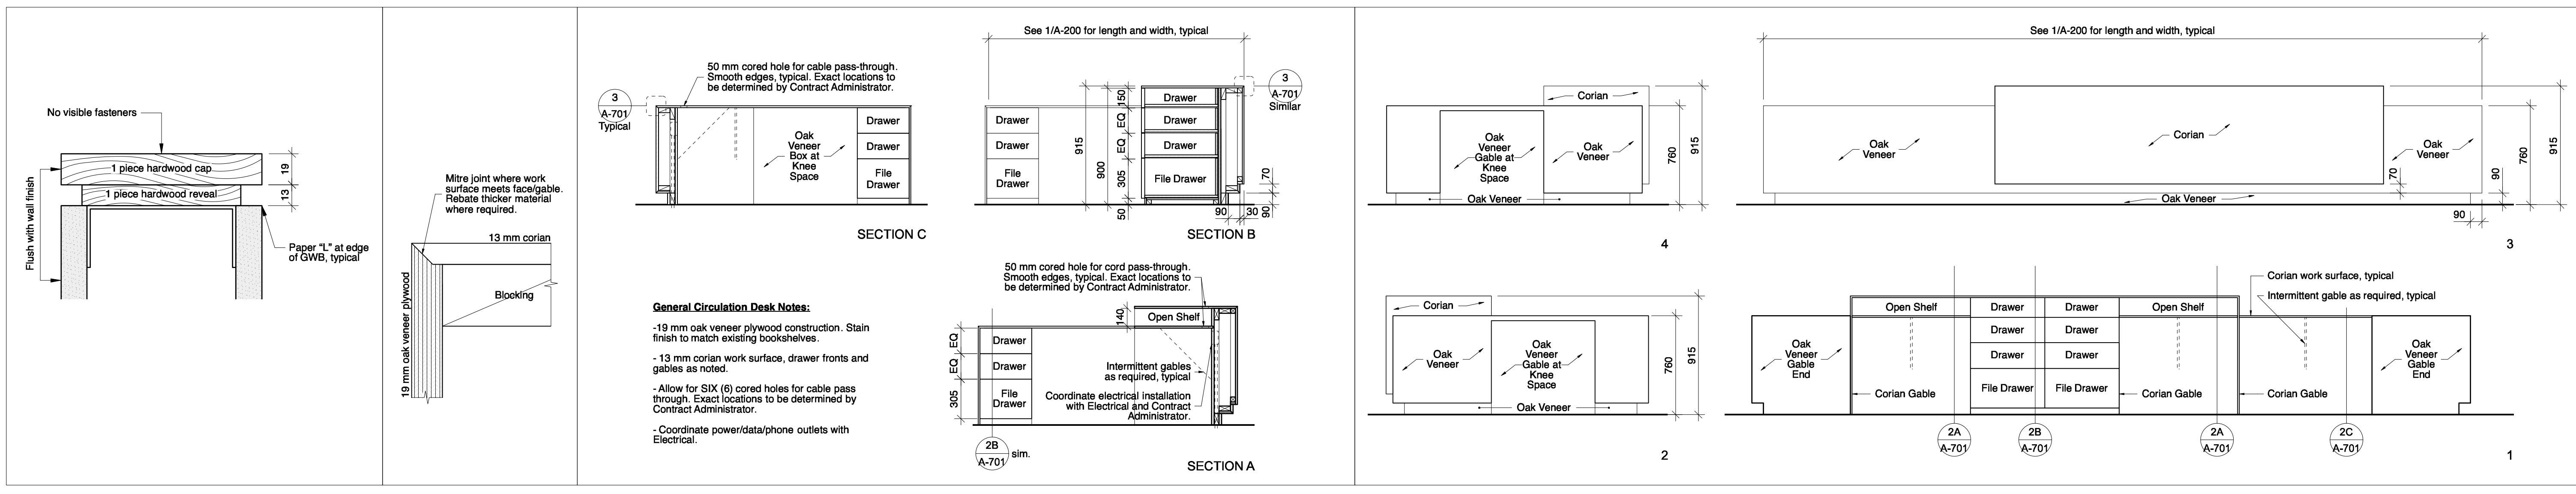 No visible fasteners
1 piece hardwood cap
1 piece hardwood reveal
19
13
Flush with wall finish
Paper “L” at edge
of GWB, typical
Mitre joint where work
surface meets face/gable.
Rebate thicker material
where required.
13 mm corian
Blocking
19 mm oak veneer plywood
50 mm cored hole for cable pass-through.
Smooth edges, typical. Exact locations to
be determined by Contract Administrator.
3
A-701
Typical
Oak
Veneer
Box at
Knee
Space
Drawer
Drawer
File
Drawer
SECTION C
See 1/A-200 for length and width, typical
3
A-701
Similar
Drawer
Drawer
File
Drawer
915
900
150
EQ
EQ
305
50
Drawer
Drawer
Drawer
Drawer
File Drawer
70
90
30
90
SECTION B
General Circulation Desk Notes:
-19 mm oak veneer plywood construction. Stain
finish to match existing bookshelves.
- 13 mm corian work surface, drawer fronts and
gables as noted.
- Allow for SIX (6) cored holes for cable pass
through. Exact locations to be determined by
Contract Administrator.
- Coordinate power/data/phone outlets with
Electrical.
50 mm cored hole for cord pass-through.
Smooth edges, typical. Exact locations to
be determined by Contract Administrator.
140
Open Shelf
EQ
EQ
305
Drawer
Drawer
File
Drawer
Intermittent gables
as required, typical
Coordinate electrical installation
with Electrical and Contract
Administrator.
2B
A-701
sim.
SECTION A
Corian
Oak
Veneer
Gable at
Knee
Space
Oak
Veneer
Oak Veneer
760
915
4
See 1/A-200 for length and width, typical
Oak
Veneer
Corian
Oak
Veneer
70
90
760
915
Oak Veneer
90
3
Corian
Oak
Veneer
Oak
Veneer
Gable at
Knee
Space
Oak Veneer
760
915
2
Corian work surface, typical
Intermittent gable as required, typical
Open Shelf
Drawer
Drawer
Open Shelf
Drawer
Drawer
Drawer
Drawer
File Drawer
File Drawer
Oak
Veneer
Gable
End
Corian Gable
Corian Gable
Corian Gable
Oak
Veneer
Gable
End
2A
A-701
2B
A-701
2A
A-701
2C
A-701
1